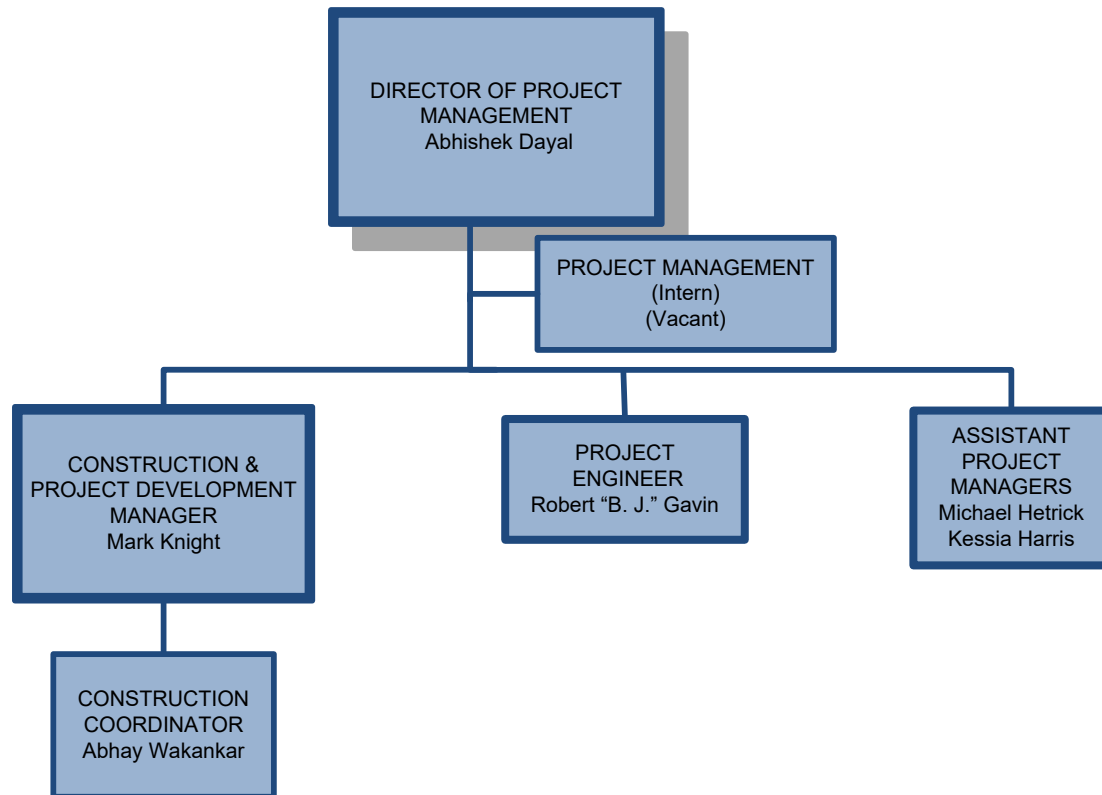 DIRECTOR OF PROJECT
MANAGEMENT
Abhishek Dayal
PROJECT MANAGEMENT
(Intern)
(Vacant)
CONSTRUCTION &
PROJECT DEVELOPMENT
MANAGER
Mark Knight
PROJECT
ENGINEER
Robert “B. J.” Gavin
ASSISTANT
PROJECT
MANAGERS
Michael Hetrick
Kessia Harris
CONSTRUCTION
COORDINATOR
Abhay Wakankar